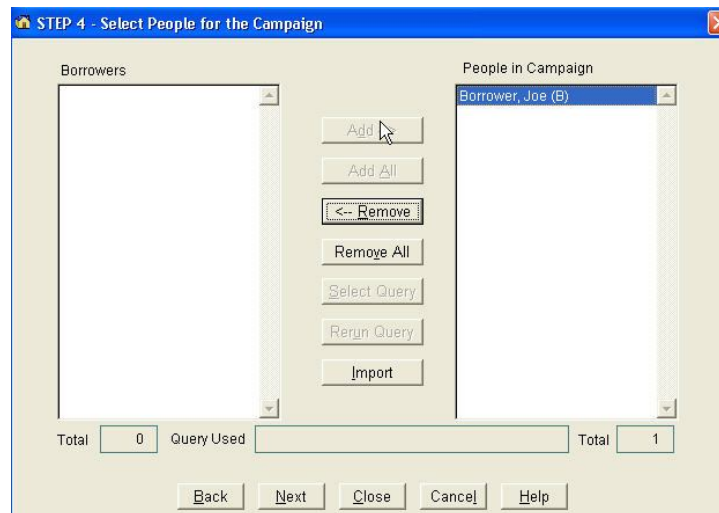 STEP 4 - Select People for the Campaign
Borrowers
People in Campaign
Borrower, Joe (B)
Add
Add All
<-- Remove
Remove All
Select Query
Rerun Query
Import
Total 0 Query Used Total 1
Back Next Close Cancel Help